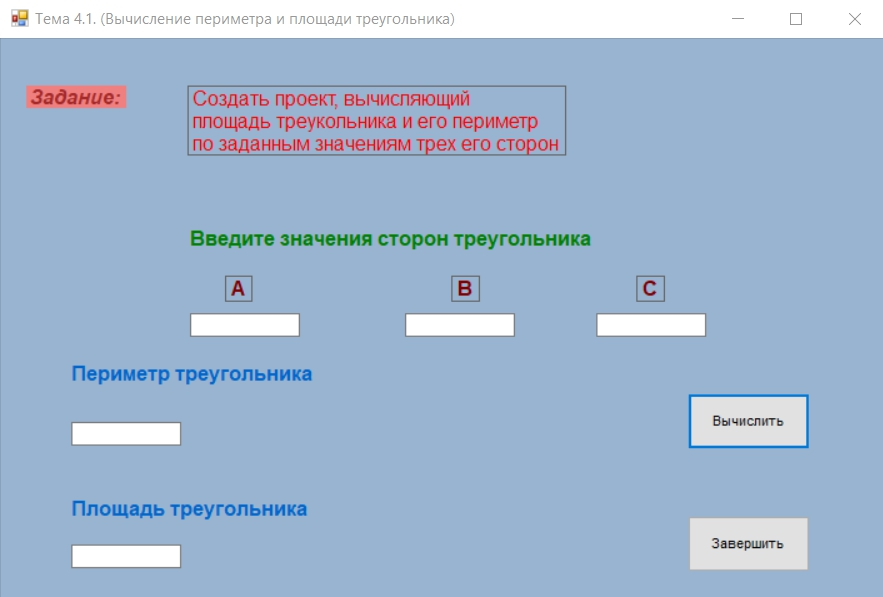 Тема 4.1. (Вычисление периметра и площади треугольника)
Задание:
Создать проект, вычисляющий
площадь треукольника и его периметр
по заданным значениям трех его сторон
Введите значения сторон треугольника
A B C
Периметр треугольника
Вычислить
Площадь треугольника
Завершить